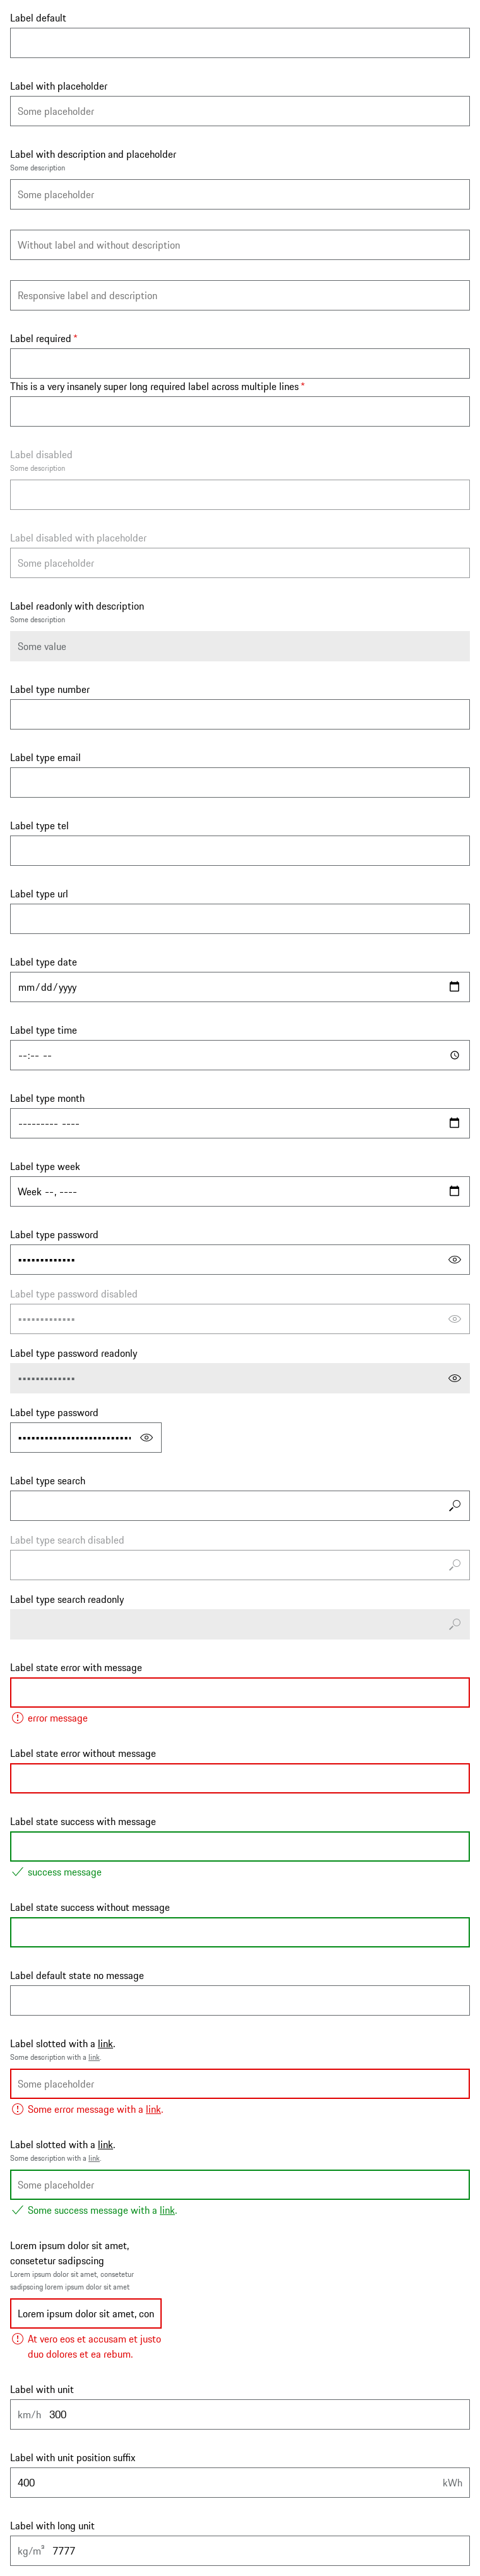 Label default
Label with placeholder
Some placeholder
Label with description and placeholder
Some description
Some placeholder
Without label and without description
Responsive label and description
Label required *
This is a very insanely super long required label across multiple lines *
Label disabled
Some description
Label disabled with placeholder
Some placeholder
Label readonly with description
Some description
Some value
Label type number
Label type email
Label type tel
Label type url
Label type date
mm/dd/yyyy
Label type time
--:-- --
Label type month
--------- ----
Label type week
Week --, ----
Label type password
•••••••••••••
Label type password disabled
•••••••••••••
Label type password readonly
•••••••••••••
Label type password
••••••••••••••••••••••••••
Label type search
Label type search disabled
Label type search readonly
Label state error with message
error message
Label state error without message
Label state success with message
success message
Label state success without message
Label default state no message
Label slotted with a link.
Some description with a link.
Some placeholder
Some error message with a link.
Label slotted with a link.
Some description with a link.
Some placeholder
Some success message with a link.
Lorem ipsum dolor sit amet,
consetetur sadipscing
Lorem ipsum dolor sit amet, consetetur
sadipscing lorem ipsum dolor sit amet
Lorem ipsum dolor sit amet, con
At vero eos et accusam et justo
duo dolores et ea rebum.
Label with unit
km/h 300
Label with unit position suffix
400 kWh
Label with long unit
kg/m³ 7777